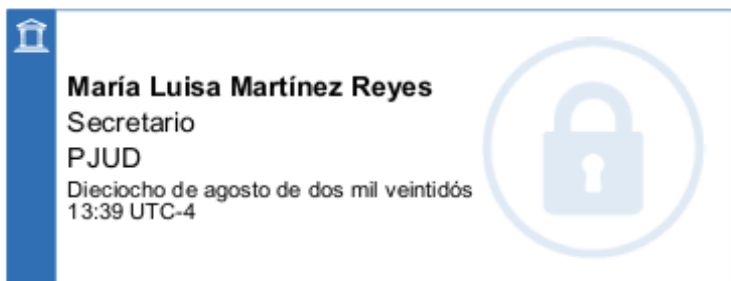 María Luisa Martínez Reyes
Secretario
PJUD
Dieciocho de agosto de dos mil veintidós
13:39 UTC-4